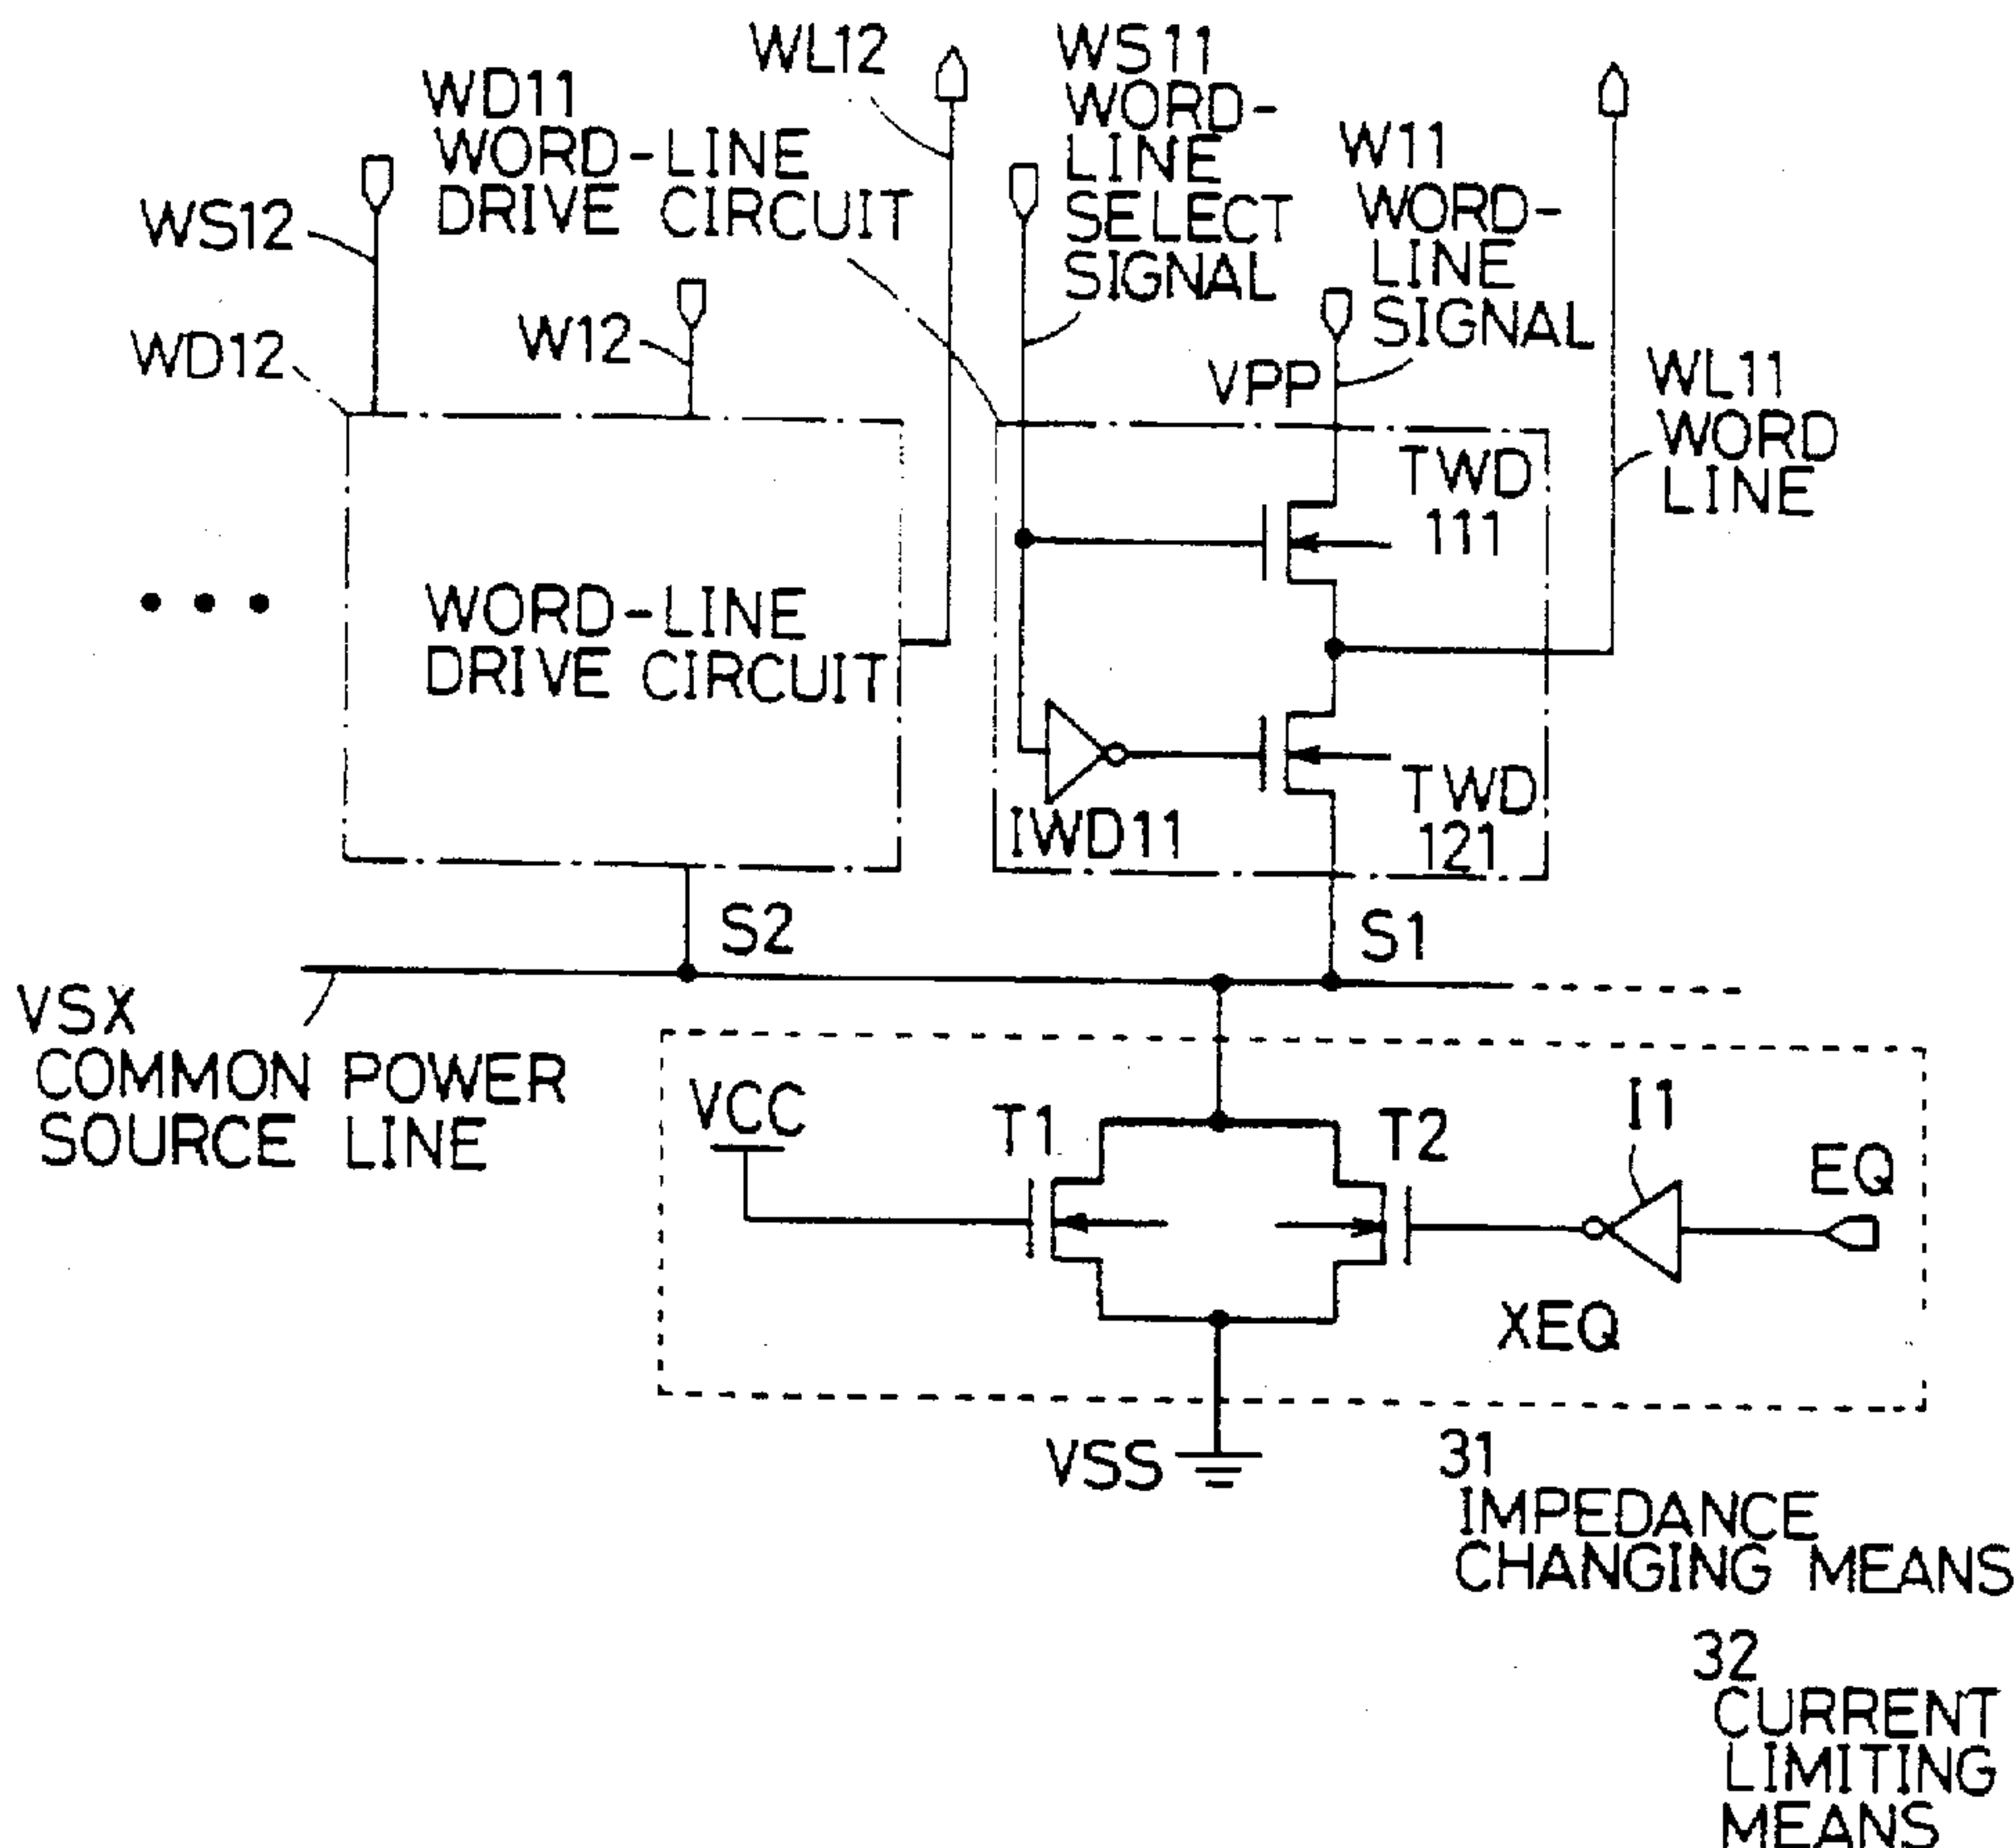 WL12
WS11
WORD-
LINE
SELECT
SIGNAL
WD11
WORD-LINE
DRIVE CIRCUIT
W11
WORD-
LINE
SIGNAL
WS12
W12
WD12
VPP
WL11
WORD
LINE
TWD
111
WORD-LINE
DRIVE CIRCUIT
IWD11
TWD
121
S2
S1
VSX
COMMON POWER
SOURCE LINE
VCC
T1
T2
I1
EQ
XEQ
VSS
31
IMPEDANCE
CHANGING MEANS
32
CURRENT
LIMITING
MEANS